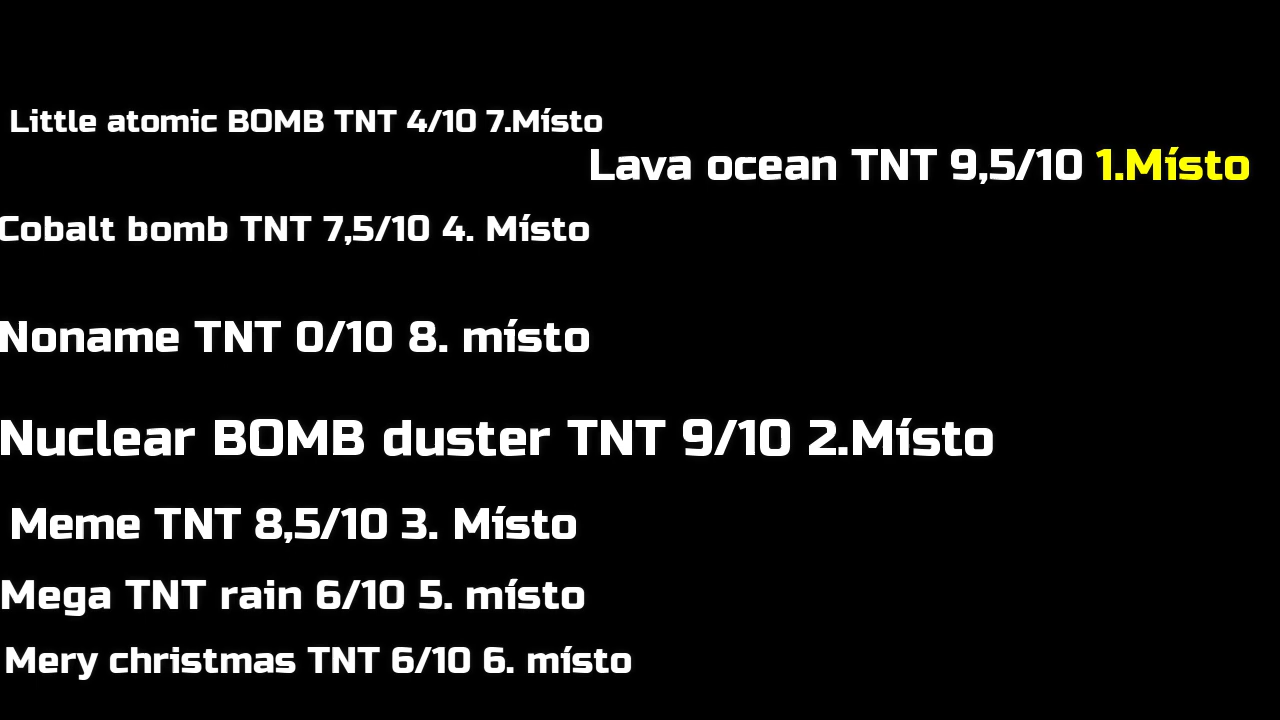 Little atomic BOMB TNT 4/10 7.Místo
Lava ocean TNT 9,5/10 1.Místo
Cobalt bomb TNT 7,5/10 4. Místo
Noname TNT 0/10 8. místo
Nuclear BOMB duster TNT 9/10 2.Místo
Meme TNT 8,5/10 3. Místo
Mega TNT rain 6/10 5. místo
Mery christmas TNT 6/10 6. místo